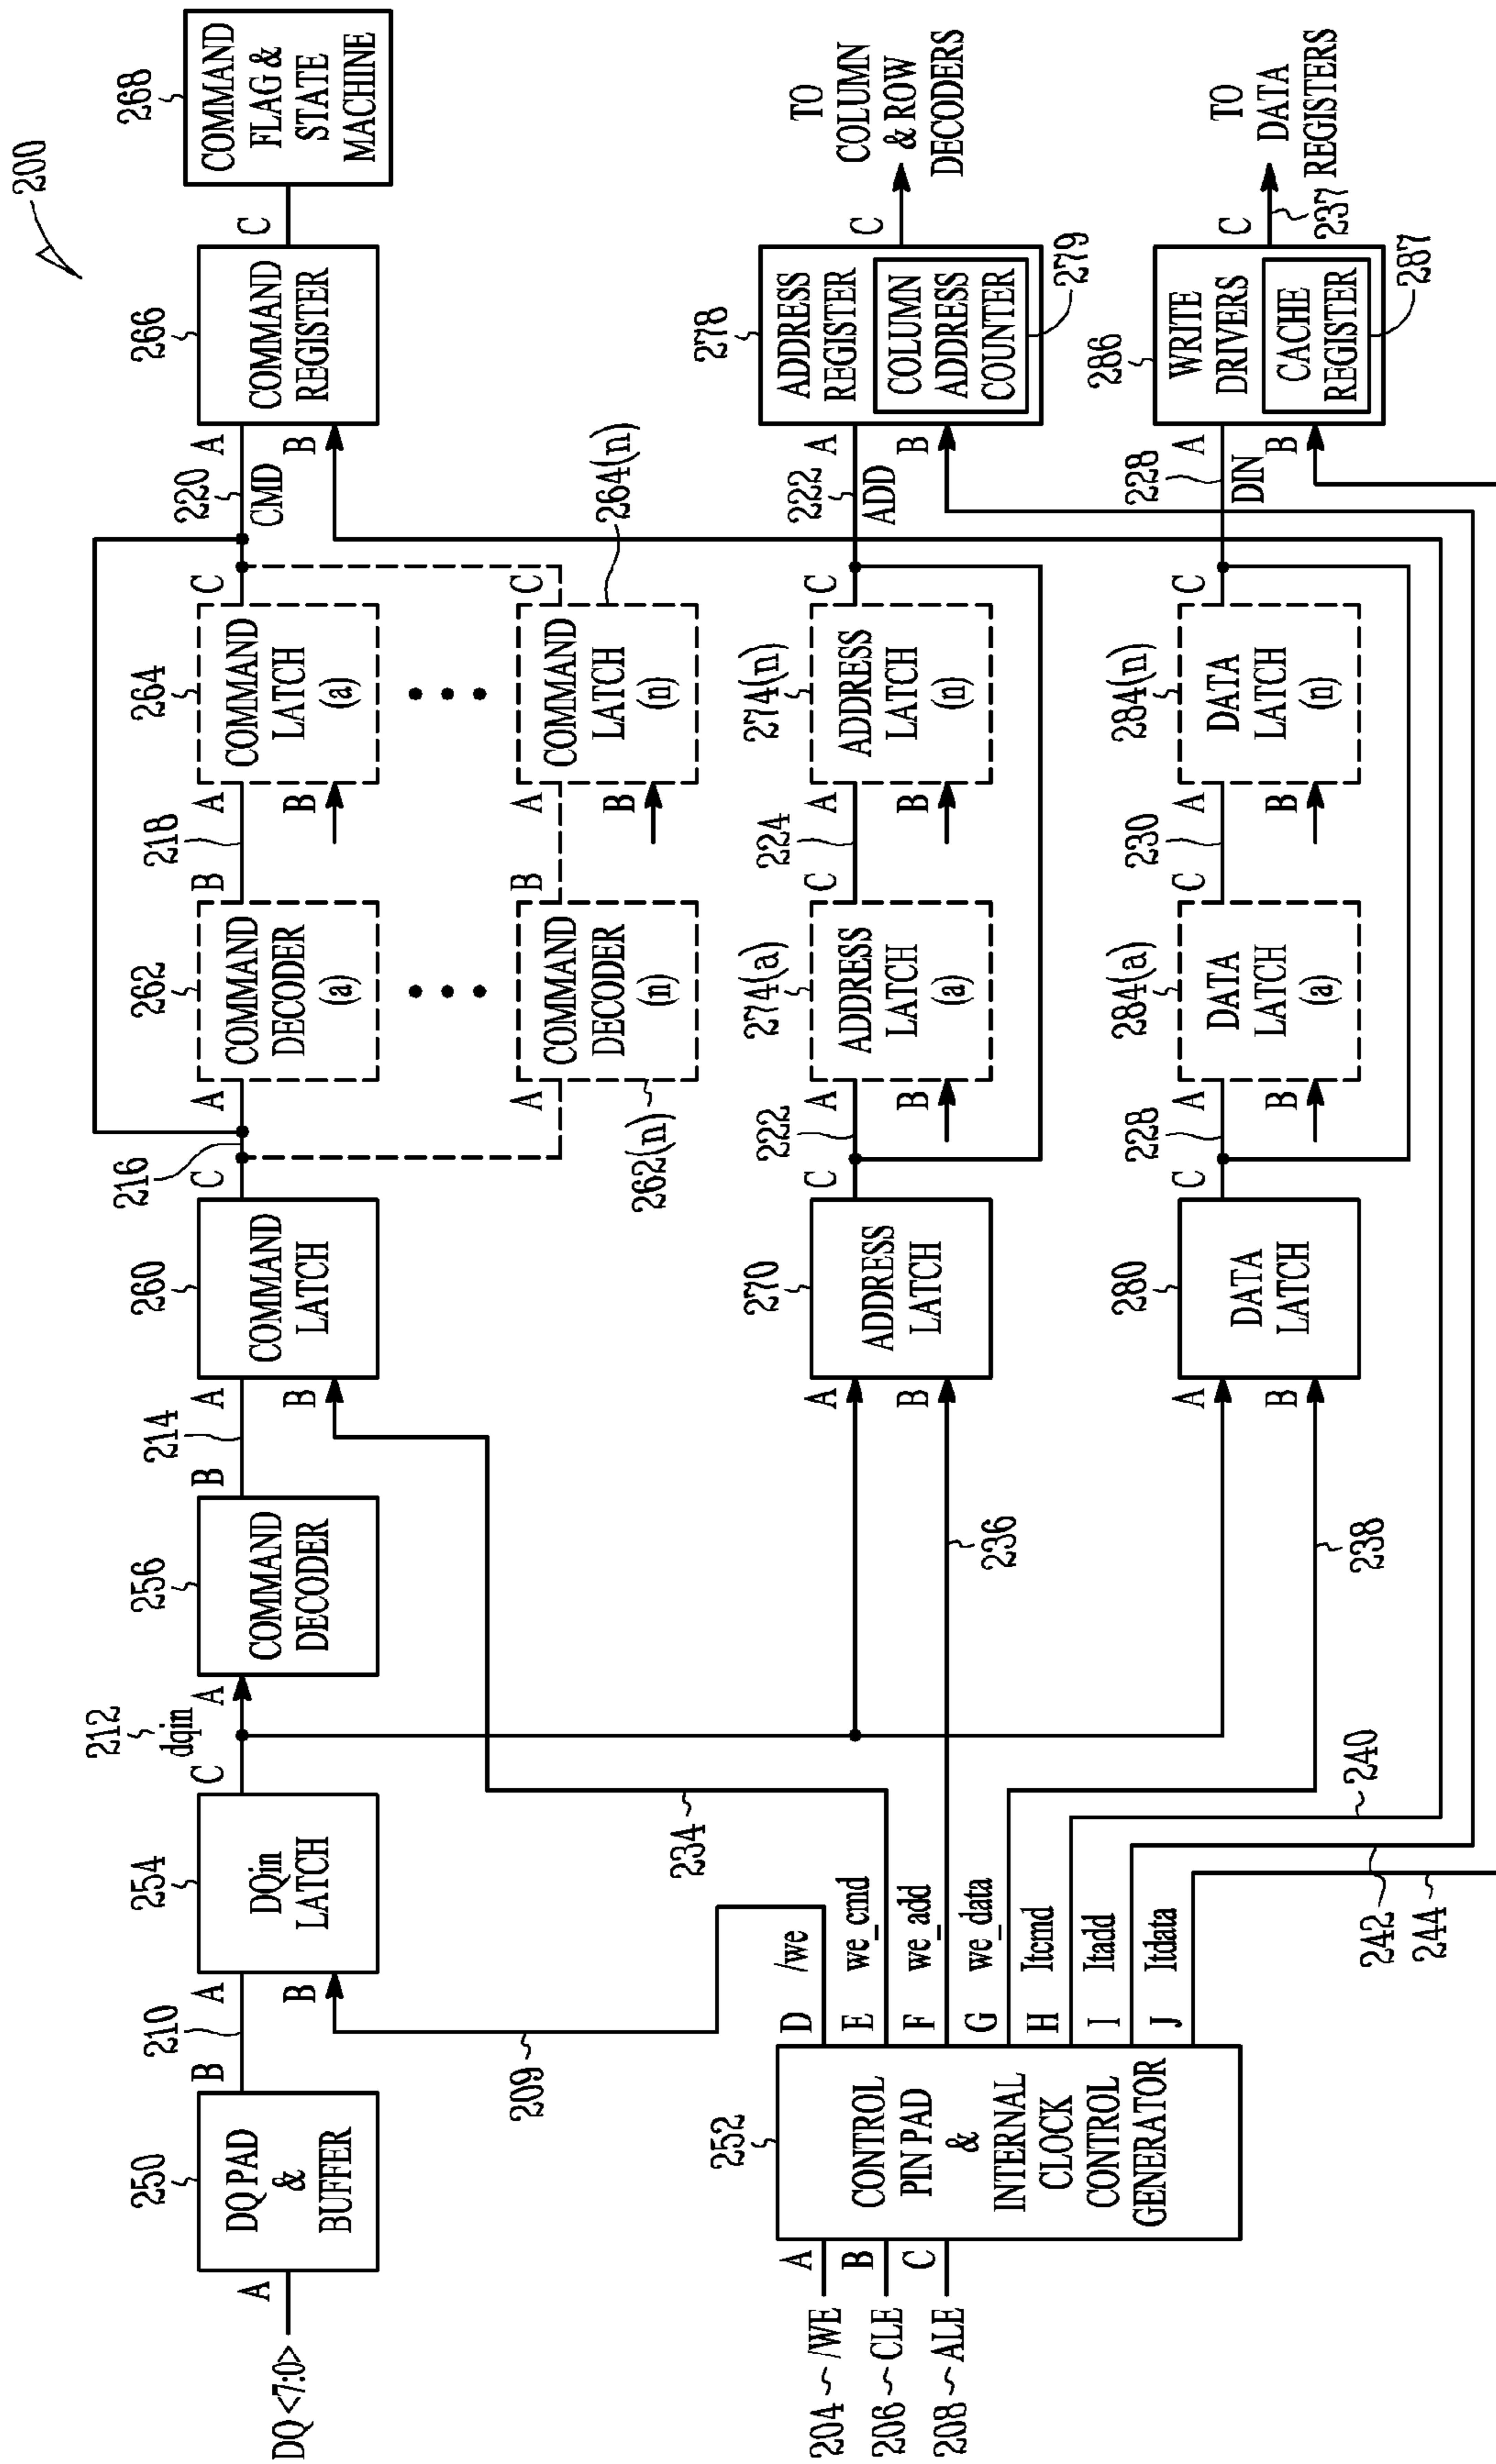 200
DQ <7:0>
A
250
DQ PAD
&
BUFFER
B
210
A
B
254
DQin
LATCH
C
212
dqin
A
256
COMMAND
DECODER
B
214
A
B
260
COMMAND
LATCH
C
216
A
262
COMMAND
DECODER
(a)
B
218
A
B
264
COMMAND
LATCH
(a)
C
220
CMD
A
B
266
COMMAND
REGISTER
C
268
COMMAND
FLAG &
STATE
MACHINE
A
COMMAND
DECODER
(n)
262(n)
B
A
B
COMMAND
LATCH
(n)
C
264(n)
209
234
204
/WE
206
CLE
208
ALE
A
B
C
252
CONTROL
PIN PAD
&
INTERNAL
CLOCK
CONTROL
GENERATOR
D
/we
E
we_cmd
F
we_add
G
we_data
H
ltcmd
I
ltadd
J
ltdata
236
A
B
270
ADDRESS
LATCH
C
222
A
B
274(a)
ADDRESS
LATCH
(a)
C
224
A
B
274(n)
ADDRESS
LATCH
(n)
C
222
ADD
A
B
278
ADDRESS
REGISTER
COLUMN
ADDRESS
COUNTER
279
C
TO
COLUMN
& ROW
DECODERS
238
A
B
280
DATA
LATCH
C
228
A
B
284(a)
DATA
LATCH
(a)
C
230
A
B
284(n)
DATA
LATCH
(n)
C
228
DIN
A
B
286
WRITE
DRIVERS
CACHE
REGISTER
287
C
237
TO
DATA
REGISTERS
240
242
244